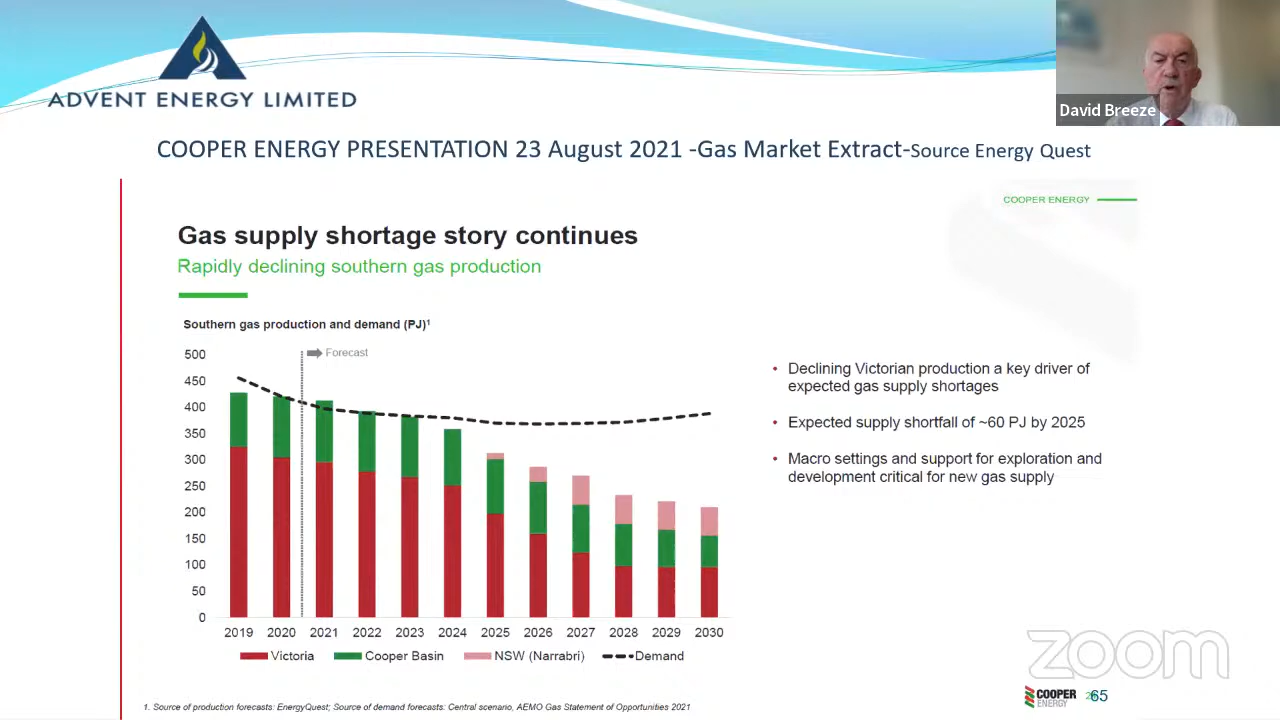 ADVENT ENERGY LIMITED
David Breeze
COOPER ENERGY PRESENTATION 23 August 2021 -Gas Market Extract-Source Energy Quest
COOPER ENERGY
Gas supply shortage story continues
Rapidly declining southern gas production
Southern gas production and demand (PJ)¹
Forecast
500
450
400
350
300
250
200
150
100
50
0
2019 2020 2021 2022 2023 2024 2025 2026 2027 2028 2029 2030
Victoria Cooper Basin NSW (Narrabri) Demand
• Declining Victorian production a key driver of
expected gas supply shortages
• Expected supply shortfall of ~60 PJ by 2025
• Macro settings and support for exploration and
development critical for new gas supply
zoom
COOPER
ENERGY
65
1. Source of production forecasts: EnergyQuest; Source of demand forecasts: Central scenario, AEMO Gas Statement of Opportunities 2021